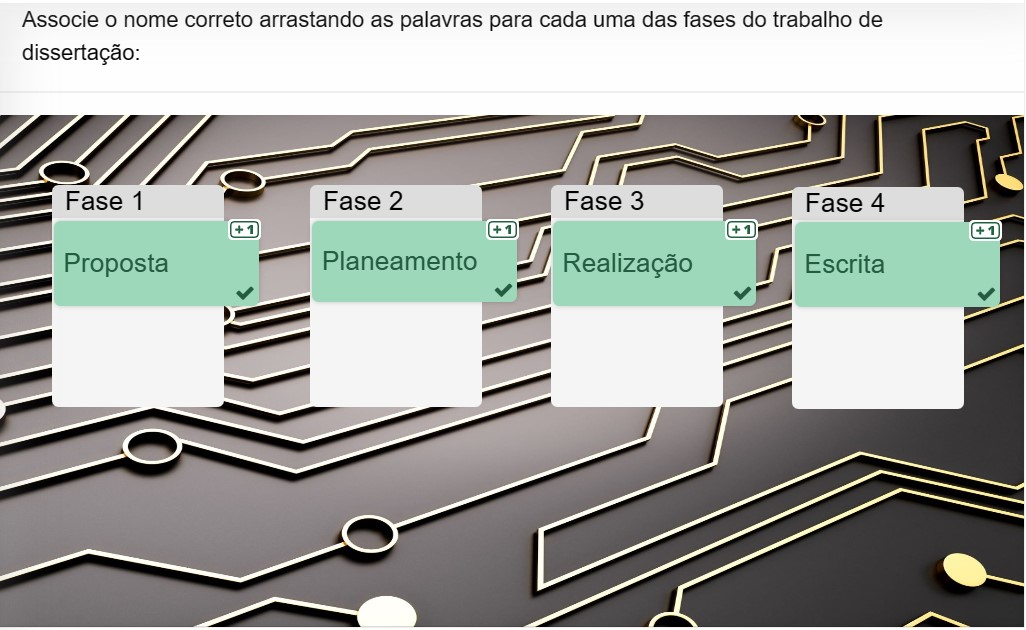 Associe o nome correto arrastando as palavras para cada uma das fases do trabalho de
dissertação:
Fase 1
+1
Proposta
Fase 2
+1
Planeamento
Fase 3
+1
Realização
Fase 4
+1
Escrita